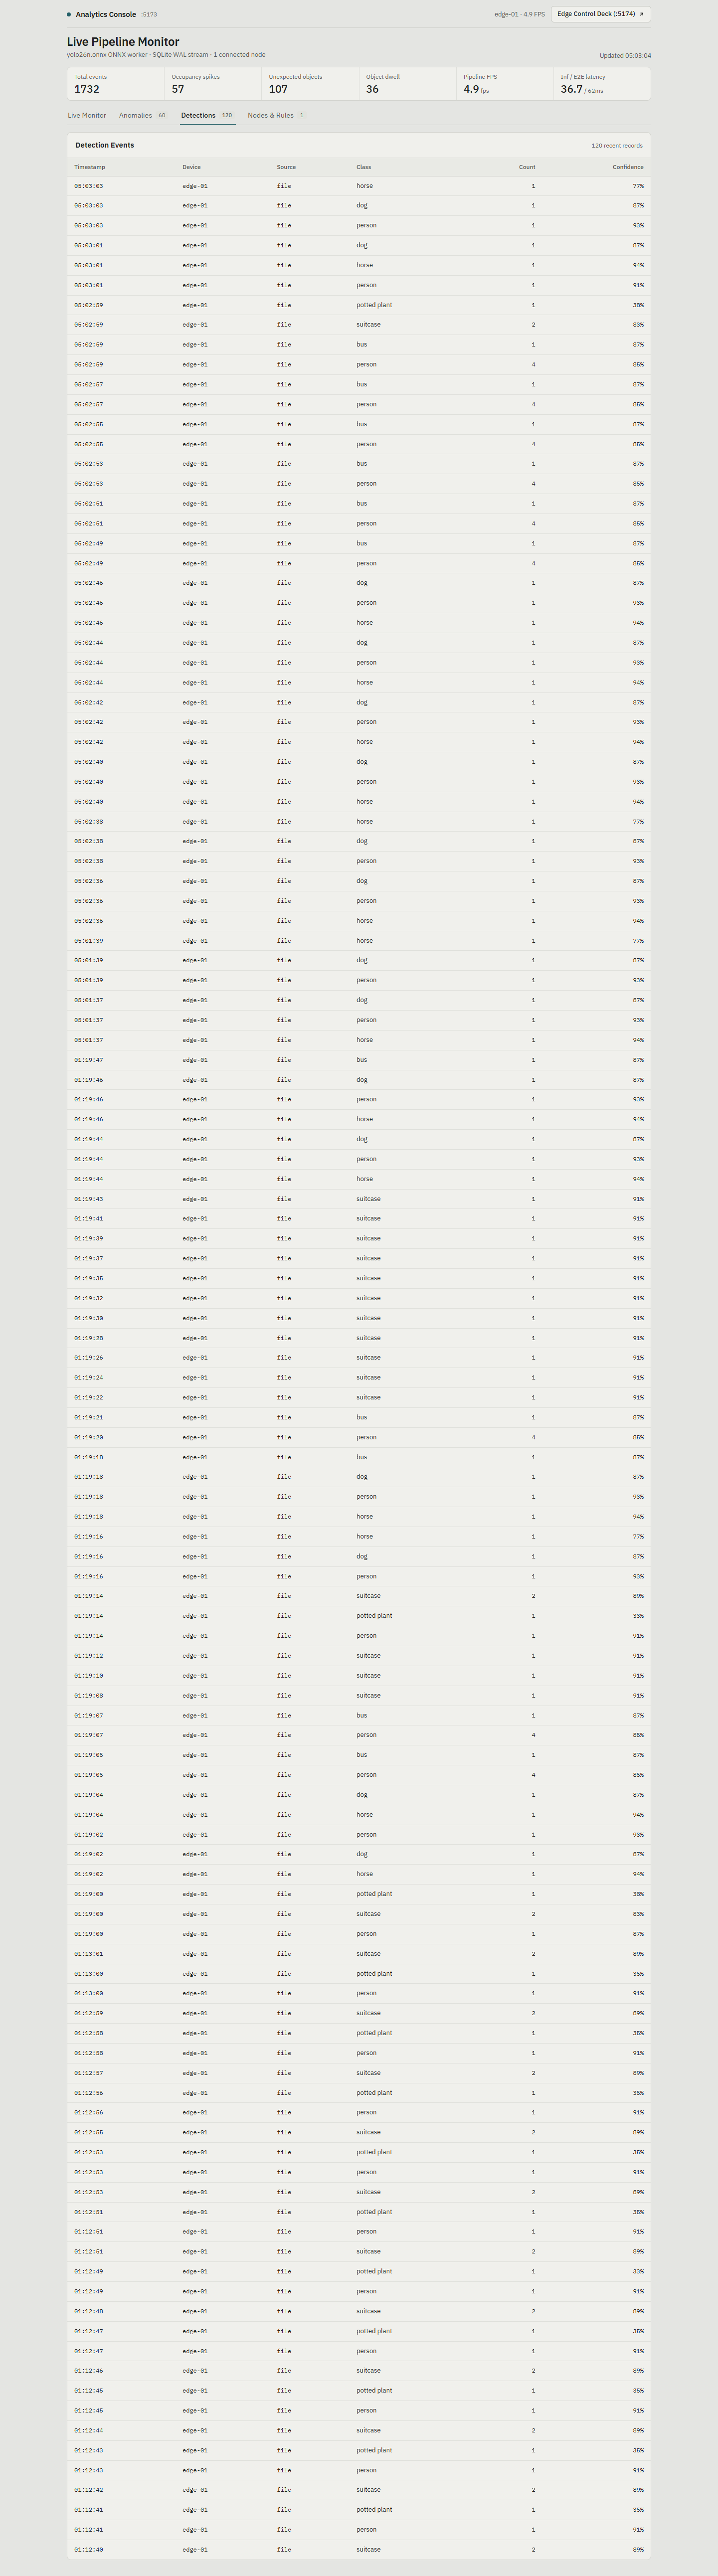 Analytics Console :5173 edge-01 · 4.9 FPS Edge Control Deck (:5174) ↗
Live Pipeline Monitor
yolo26n.onnx ONNX worker · SQLite WAL stream · 1 connected node Updated 05:03:04
Total events Occupancy spikes Unexpected objects Object dwell Pipeline FPS Inf / E2E latency
1732 57 107 36 4.9 fps 36.7 / 62ms
Live Monitor Anomalies 60 Detections 120 Nodes & Rules 1
Detection Events 120 recent records
Timestamp Device Source Class Count Confidence
05:03:03 edge-01 file horse 1 77%
05:03:03 edge-01 file dog 1 87%
05:03:03 edge-01 file person 1 93%
05:03:01 edge-01 file dog 1 87%
05:03:01 edge-01 file horse 1 94%
05:03:01 edge-01 file person 1 91%
05:02:59 edge-01 file potted plant 1 38%
05:02:59 edge-01 file suitcase 2 83%
05:02:59 edge-01 file bus 1 87%
05:02:59 edge-01 file person 4 85%
05:02:57 edge-01 file bus 1 87%
05:02:57 edge-01 file person 4 85%
05:02:55 edge-01 file bus 1 87%
05:02:55 edge-01 file person 4 85%
05:02:53 edge-01 file bus 1 87%
05:02:53 edge-01 file person 4 85%
05:02:51 edge-01 file bus 1 87%
05:02:51 edge-01 file person 4 85%
05:02:49 edge-01 file bus 1 87%
05:02:49 edge-01 file person 4 85%
05:02:46 edge-01 file dog 1 87%
05:02:46 edge-01 file person 1 93%
05:02:46 edge-01 file horse 1 94%
05:02:44 edge-01 file dog 1 87%
05:02:44 edge-01 file person 1 93%
05:02:44 edge-01 file horse 1 94%
05:02:42 edge-01 file dog 1 87%
05:02:42 edge-01 file person 1 93%
05:02:42 edge-01 file horse 1 94%
05:02:40 edge-01 file dog 1 87%
05:02:40 edge-01 file person 1 93%
05:02:40 edge-01 file horse 1 94%
05:02:38 edge-01 file horse 1 77%
05:02:38 edge-01 file dog 1 87%
05:02:38 edge-01 file person 1 93%
05:02:36 edge-01 file dog 1 87%
05:02:36 edge-01 file person 1 93%
05:02:36 edge-01 file horse 1 94%
05:01:39 edge-01 file horse 1 77%
05:01:39 edge-01 file dog 1 87%
05:01:39 edge-01 file person 1 93%
05:01:37 edge-01 file dog 1 87%
05:01:37 edge-01 file person 1 93%
05:01:37 edge-01 file horse 1 94%
01:19:47 edge-01 file bus 1 87%
01:19:46 edge-01 file dog 1 87%
01:19:46 edge-01 file person 1 93%
01:19:46 edge-01 file horse 1 94%
01:19:44 edge-01 file dog 1 87%
01:19:44 edge-01 file person 1 93%
01:19:44 edge-01 file horse 1 94%
01:19:43 edge-01 file suitcase 1 91%
01:19:41 edge-01 file suitcase 1 91%
01:19:39 edge-01 file suitcase 1 91%
01:19:37 edge-01 file suitcase 1 91%
01:19:35 edge-01 file suitcase 1 91%
01:19:32 edge-01 file suitcase 1 91%
01:19:30 edge-01 file suitcase 1 91%
01:19:28 edge-01 file suitcase 1 91%
01:19:26 edge-01 file suitcase 1 91%
01:19:24 edge-01 file suitcase 1 91%
01:19:22 edge-01 file suitcase 1 91%
01:19:21 edge-01 file bus 1 87%
01:19:20 edge-01 file person 4 85%
01:19:18 edge-01 file bus 1 87%
01:19:18 edge-01 file dog 1 87%
01:19:18 edge-01 file person 1 93%
01:19:18 edge-01 file horse 1 94%
01:19:16 edge-01 file horse 1 77%
01:19:16 edge-01 file dog 1 87%
01:19:16 edge-01 file person 1 93%
01:19:14 edge-01 file suitcase 2 89%
01:19:14 edge-01 file potted plant 1 33%
01:19:14 edge-01 file person 1 91%
01:19:12 edge-01 file suitcase 1 91%
01:19:10 edge-01 file suitcase 1 91%
01:19:08 edge-01 file suitcase 1 91%
01:19:07 edge-01 file bus 1 87%
01:19:07 edge-01 file person 4 85%
01:19:05 edge-01 file bus 1 87%
01:19:05 edge-01 file person 4 85%
01:19:04 edge-01 file dog 1 87%
01:19:04 edge-01 file horse 1 94%
01:19:02 edge-01 file person 1 93%
01:19:02 edge-01 file dog 1 87%
01:19:02 edge-01 file horse 1 94%
01:19:00 edge-01 file potted plant 1 38%
01:19:00 edge-01 file suitcase 2 83%
01:19:00 edge-01 file person 1 87%
01:13:01 edge-01 file suitcase 2 89%
01:13:00 edge-01 file potted plant 1 35%
01:13:00 edge-01 file person 1 91%
01:12:59 edge-01 file suitcase 2 89%
01:12:58 edge-01 file potted plant 1 35%
01:12:58 edge-01 file person 1 91%
01:12:57 edge-01 file suitcase 2 89%
01:12:56 edge-01 file potted plant 1 35%
01:12:56 edge-01 file person 1 91%
01:12:55 edge-01 file suitcase 2 89%
01:12:53 edge-01 file potted plant 1 35%
01:12:53 edge-01 file person 1 91%
01:12:53 edge-01 file suitcase 2 89%
01:12:51 edge-01 file potted plant 1 35%
01:12:51 edge-01 file person 1 91%
01:12:51 edge-01 file suitcase 2 89%
01:12:49 edge-01 file potted plant 1 33%
01:12:49 edge-01 file person 1 91%
01:12:48 edge-01 file suitcase 2 89%
01:12:47 edge-01 file potted plant 1 35%
01:12:47 edge-01 file person 1 91%
01:12:46 edge-01 file suitcase 2 89%
01:12:45 edge-01 file potted plant 1 35%
01:12:45 edge-01 file person 1 91%
01:12:44 edge-01 file suitcase 2 89%
01:12:43 edge-01 file potted plant 1 35%
01:12:43 edge-01 file person 1 91%
01:12:42 edge-01 file suitcase 2 89%
01:12:41 edge-01 file potted plant 1 35%
01:12:41 edge-01 file person 1 91%
01:12:40 edge-01 file suitcase 2 89%